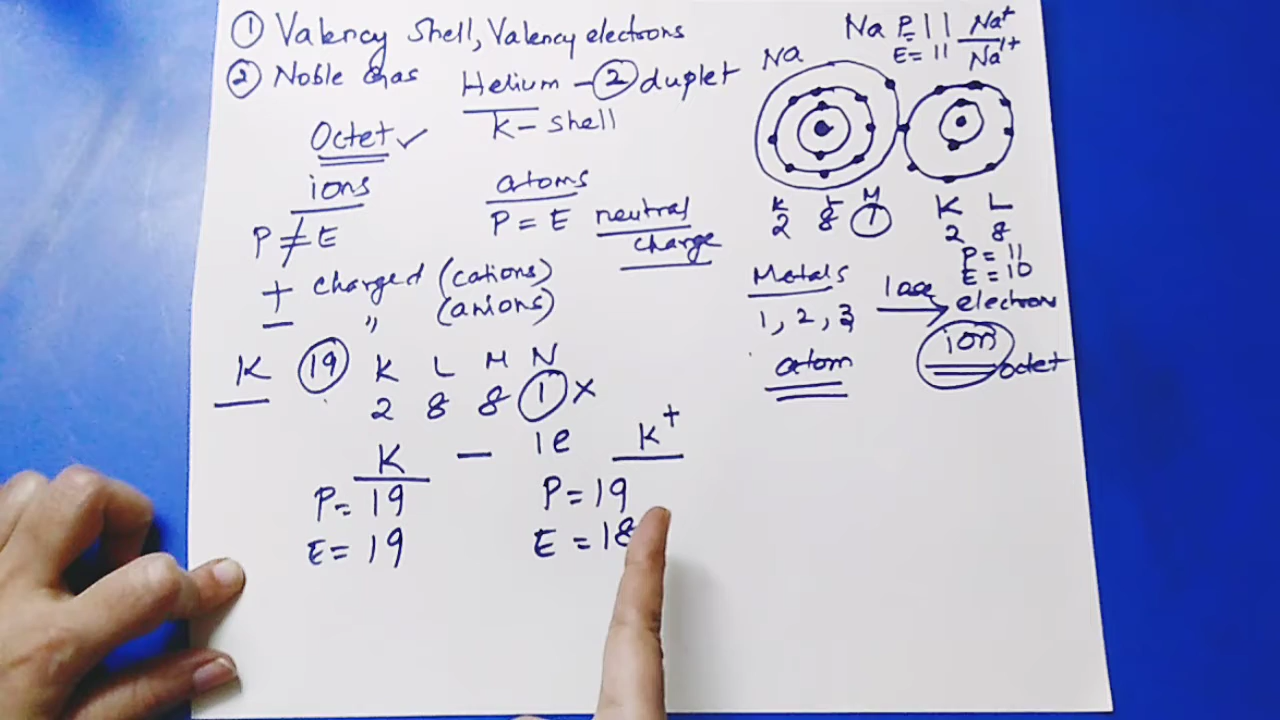 ① Valency Shell, Valency electrons
② Noble Gas
Helium - ② duplet
K - shell
Octet ✓
ions
P ≠ E
atoms
P = E neutral
charge
+ charged (cations)
- " (anions)
K ⑲ K L M N
2 8 8 ① X
K - 1e K⁺
P = 19
E = 19
P = 19
E = 18
Na P = 11
E = 11
Na⁺
Na¹⁺
Na
K L M
2 8 ①
K L
2 8
P = 11
E = 10
Metals
1, 2, 3
atom
electron
ion
octet